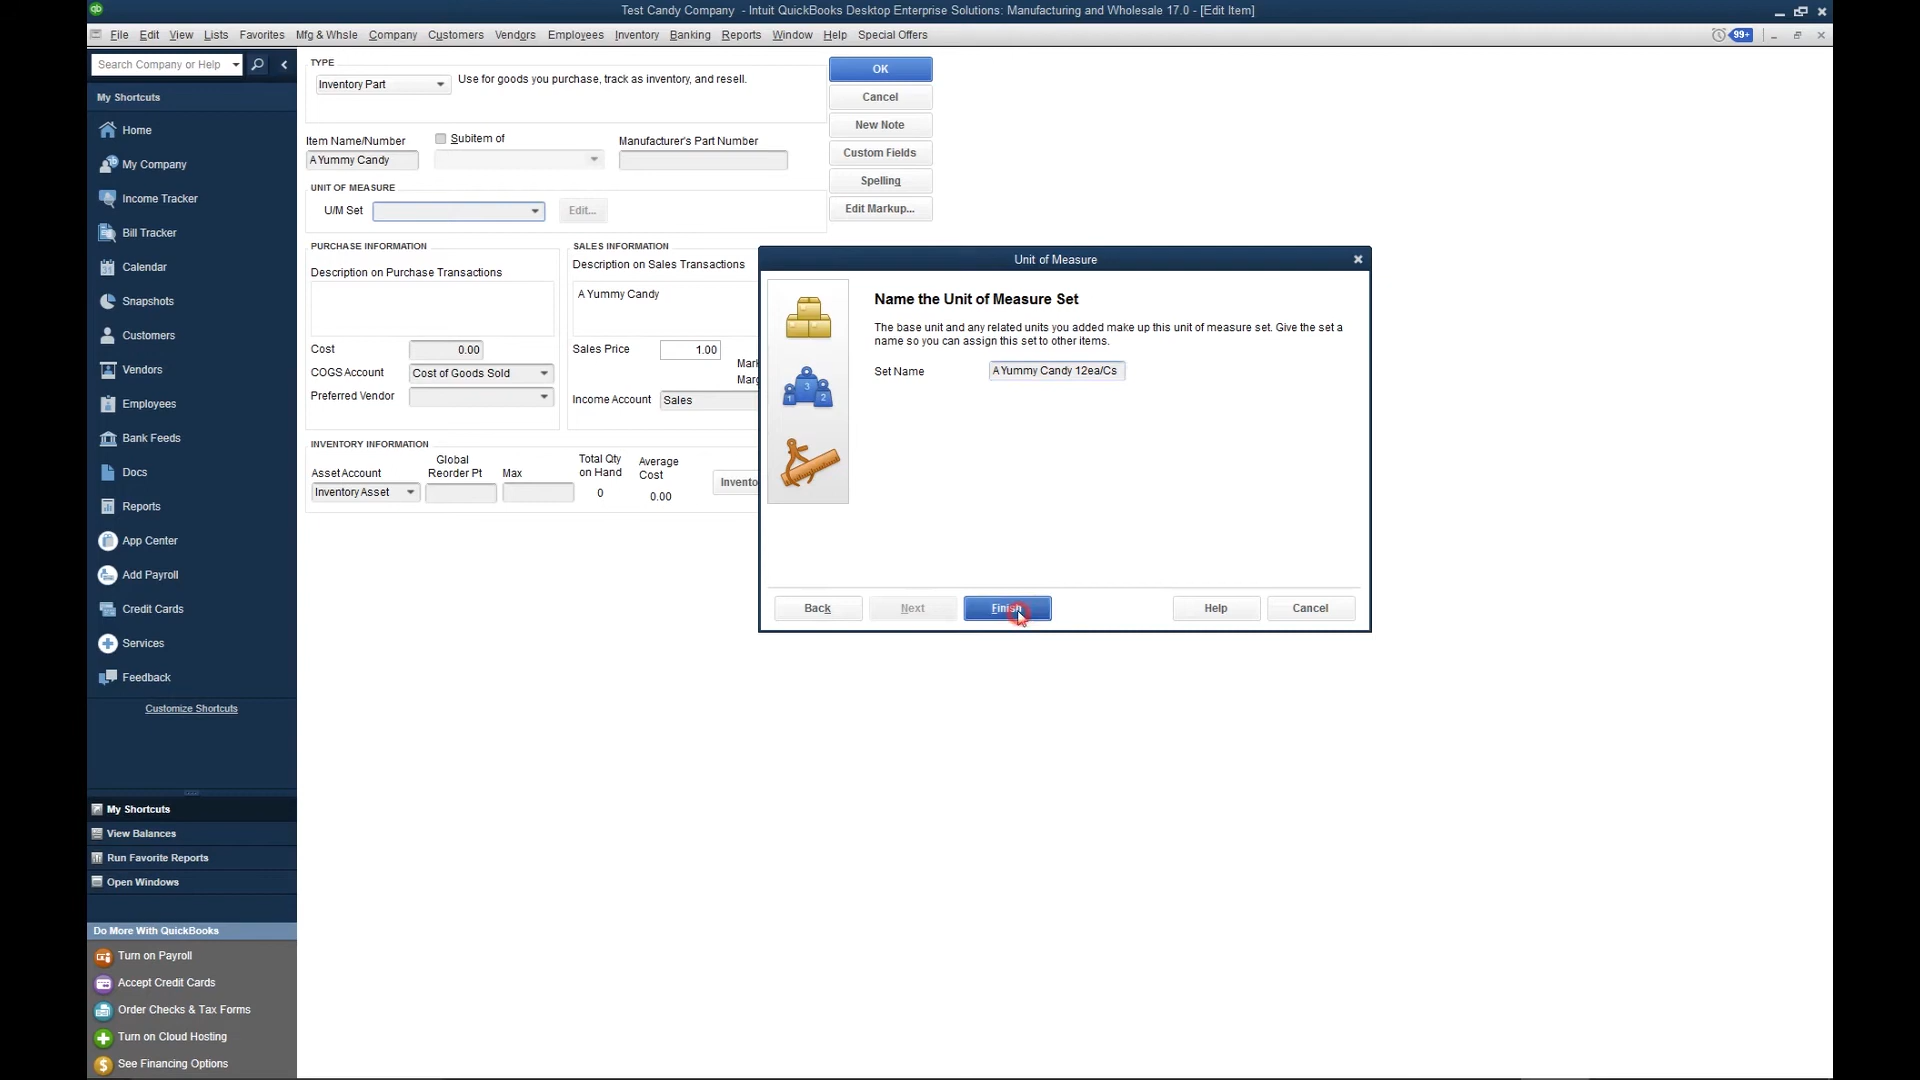 Test Candy Company - Intuit QuickBooks Desktop Enterprise Solutions: Manufacturing and Wholesale 17.0 - [Edit Item]
File Edit View Lists Favorites Mfg & Whsle Company Customers Vendors Employees Inventory Banking Reports Window Help Special Offers 99+
Search Company or Help
My Shortcuts
Home
My Company
Income Tracker
Bill Tracker
Calendar
Snapshots
Customers
Vendors
Employees
Bank Feeds
Docs
Reports
App Center
Add Payroll
Credit Cards
Services
Feedback
Customize Shortcuts
My Shortcuts
View Balances
Run Favorite Reports
Open Windows
Do More With QuickBooks
Turn on Payroll
Accept Credit Cards
Order Checks & Tax Forms
Turn on Cloud Hosting
See Financing Options
TYPE
Inventory Part
Use for goods you purchase, track as inventory, and resell.
OK
Cancel
New Note
Custom Fields
Spelling
Edit Markup...
Item Name/Number
A Yummy Candy
Subitem of
Manufacturer's Part Number
UNIT OF MEASURE
U/M Set
Edit...
PURCHASE INFORMATION
Description on Purchase Transactions
Cost 0.00
COGS Account Cost of Goods Sold
Preferred Vendor
SALES INFORMATION
Description on Sales Transactions
A Yummy Candy
Sales Price 1.00
Mark
Marg
Income Account Sales
INVENTORY INFORMATION
Asset Account
Inventory Asset
Global
Reorder Pt
Max
Total Qty
on Hand
0
Average
Cost
0.00
Invento
Unit of Measure
Name the Unit of Measure Set
The base unit and any related units you added make up this unit of measure set. Give the set a
name so you can assign this set to other items.
Set Name A Yummy Candy 12ea/Cs
3
1
2
Back Next Finish Help Cancel